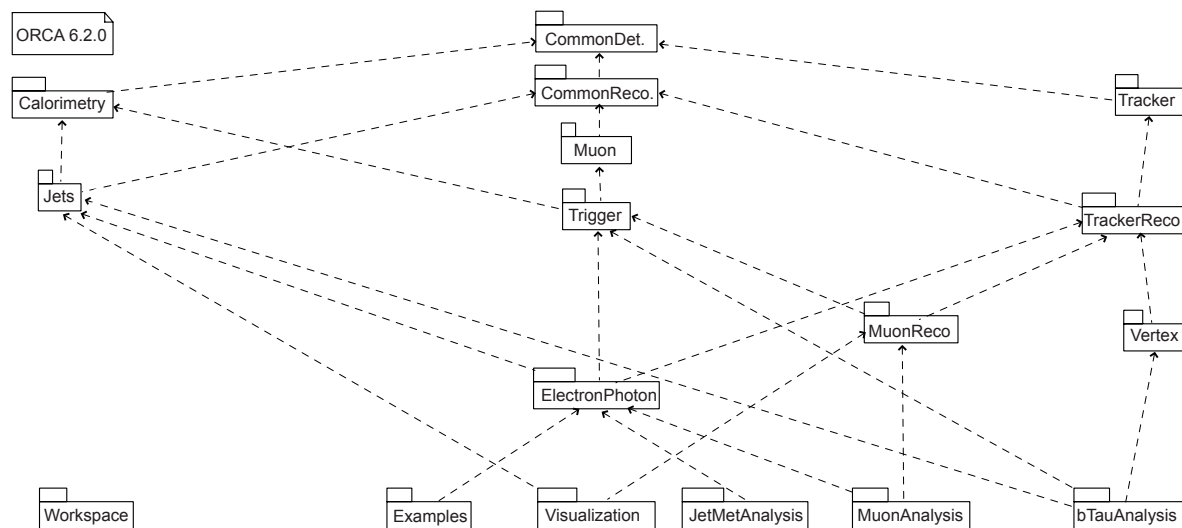 ORCA 6.2.0
CommonDet.
Calorimetry
CommonReco.
Tracker
Muon
Jets
Trigger
TrackerReco
MuonReco
Vertex
ElectronPhoton
Workspace
Examples
Visualization
JetMetAnalysis
MuonAnalysis
bTauAnalysis